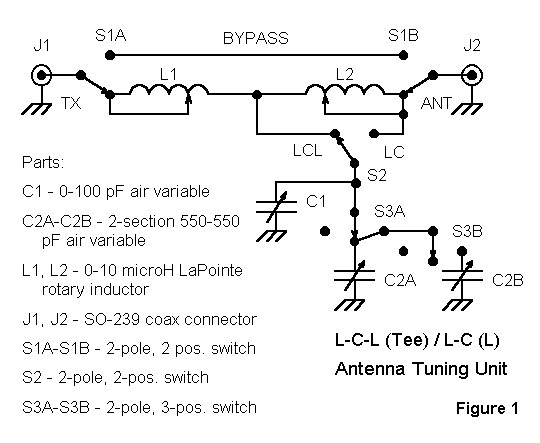 J1
S1A
BYPASS
S1B
J2
L1
L2
TX
ANT
LCL
LC
S2
Parts:
C1 - 0-100 pF air variable
C2A-C2B - 2-section 550-550
pF air variable
L1, L2 - 0-10 microH LaPointe
rotary inductor
J1, J2 - SO-239 coax connector
S1A-S1B - 2-pole, 2 pos. switch
S2 - 2-pole, 2-pos. switch
S3A-S3B - 2-pole, 3-pos. switch
C1
S3A
S3B
C2A
C2B
L-C-L (Tee) / L-C (L)
Antenna Tuning Unit
Figure 1